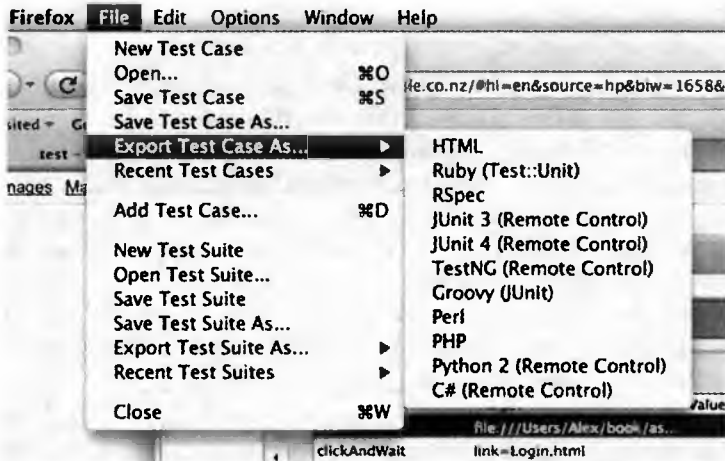 Firefox File Edit Options Window Help
New Test Case
Open... ⌘O
le.co.nz/#hl=en&source=hp&biw=1658&
Save Test Case ⌘S
sited
Save Test Case As...
test -
Export Test Case As...
Recent Test Cases
nages Ma
Add Test Case... ⌘D
New Test Suite
Open Test Suite...
Save Test Suite
Save Test Suite As...
Export Test Suite As...
Recent Test Suites
Close ⌘W
HTML
Ruby (Test::Unit)
RSpec
JUnit 3 (Remote Control)
JUnit 4 (Remote Control)
TestNG (Remote Control)
Groovy (JUnit)
Perl
PHP
Python 2 (Remote Control)
C# (Remote Control)
Value
file:///Users/Alex/book/as...
clickAndWait link=Login.html